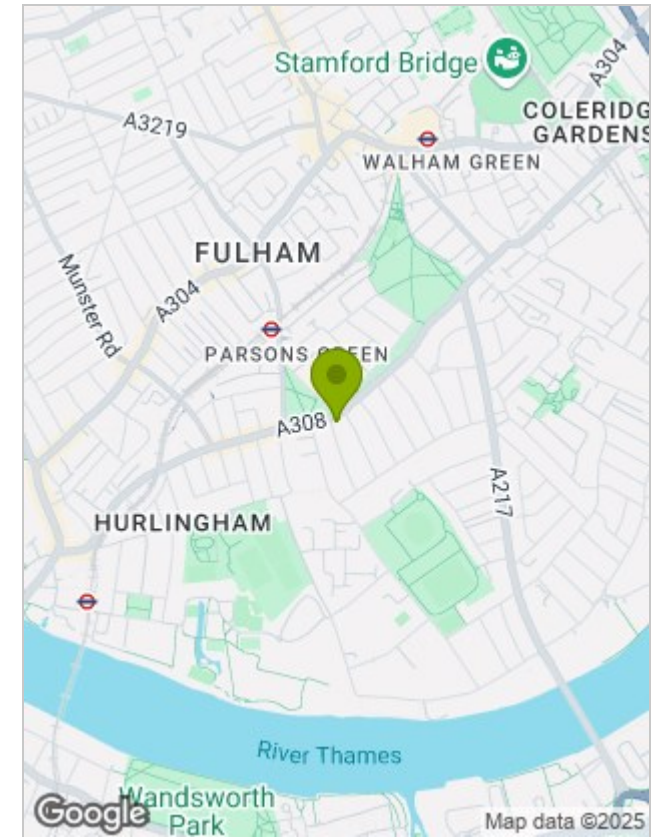 Stamford Bridge
A304
A3219
COLERIDG
GARDENS
WALHAM GREEN
FULHAM
Munster Rd
A304
PARSONS GREEN
A308
A217
HURLINGHAM
River Thames
Wandsworth
Park
Google
Map data ©2025